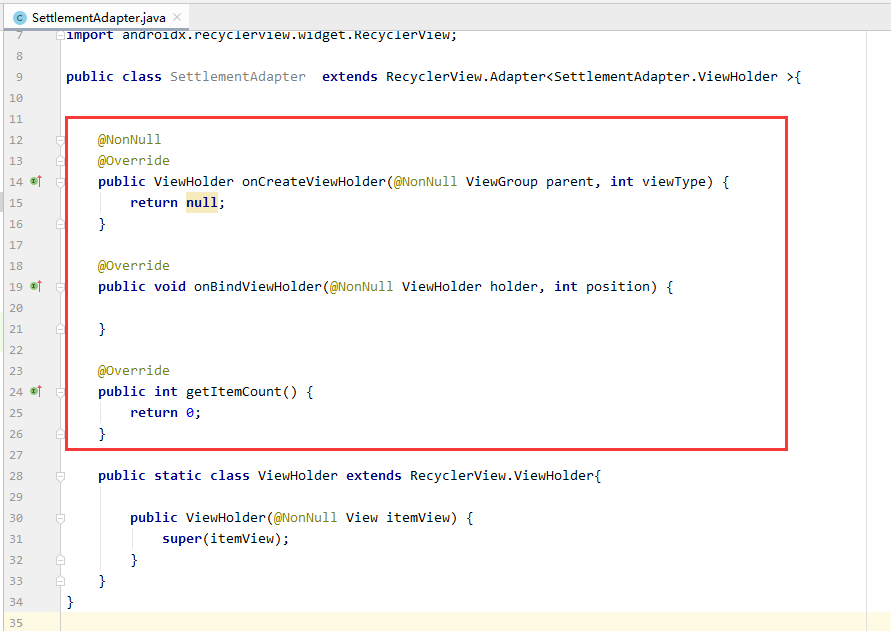 SettlementAdapter.java
7 import androidx.recyclerview.widget.RecyclerView;
8
9 public class SettlementAdapter  extends RecyclerView.Adapter<SettlementAdapter.ViewHolder >{
10
11
12 @NonNull
13 @Override
14 public ViewHolder onCreateViewHolder(@NonNull ViewGroup parent, int viewType) {
15 return null;
16 }
17
18 @Override
19 public void onBindViewHolder(@NonNull ViewHolder holder, int position) {
20
21 }
22
23 @Override
24 public int getItemCount() {
25 return 0;
26 }
27
28 public static class ViewHolder extends RecyclerView.ViewHolder{
29
30 public ViewHolder(@NonNull View itemView) {
31 super(itemView);
32 }
33 }
34 }
35